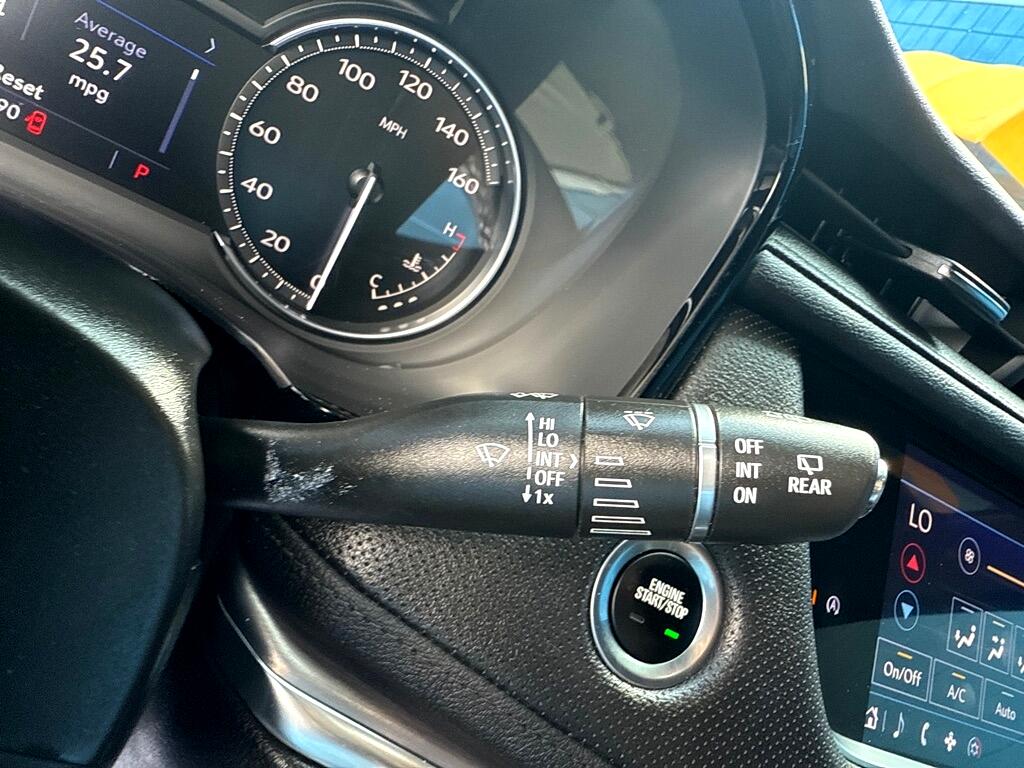 Average
25.7
mpg
90
P
0
20
40
60
80
100
120
140
160
MPH
H
C
HI
LO
INT
OFF
1x
OFF
INT
ON
REAR
ENGINE
START/STOP
LO
On/Off
A/C
Auto